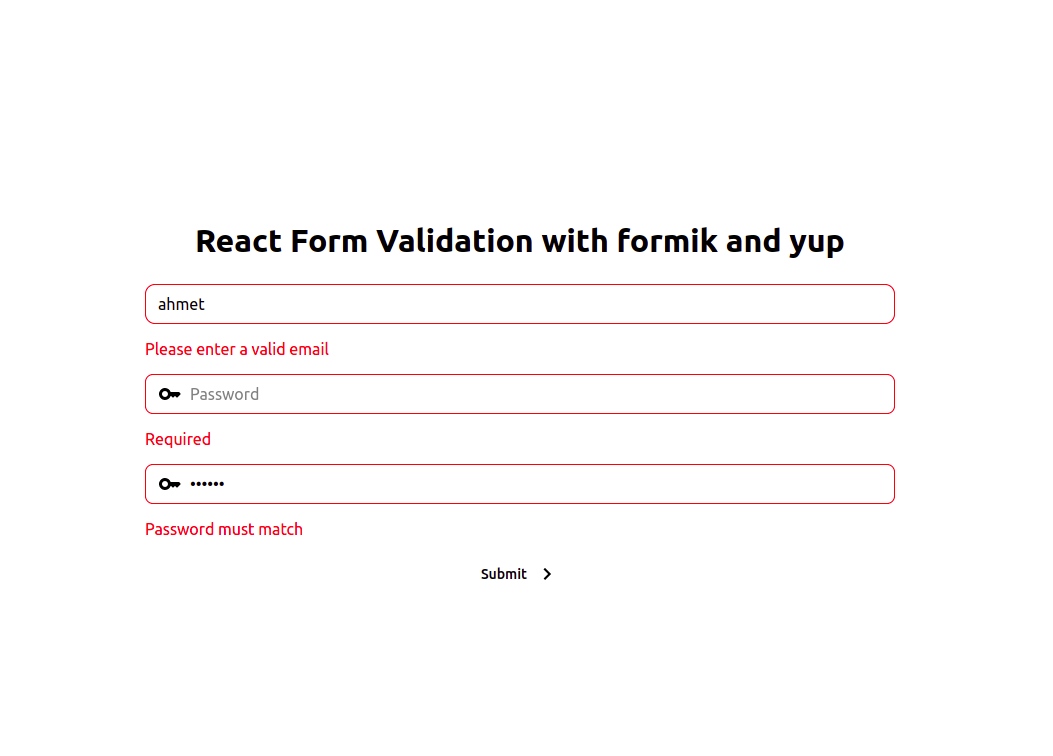 React Form Validation with formik and yup
ahmet
Please enter a valid email
Password
Required
••••••
Password must match
Submit